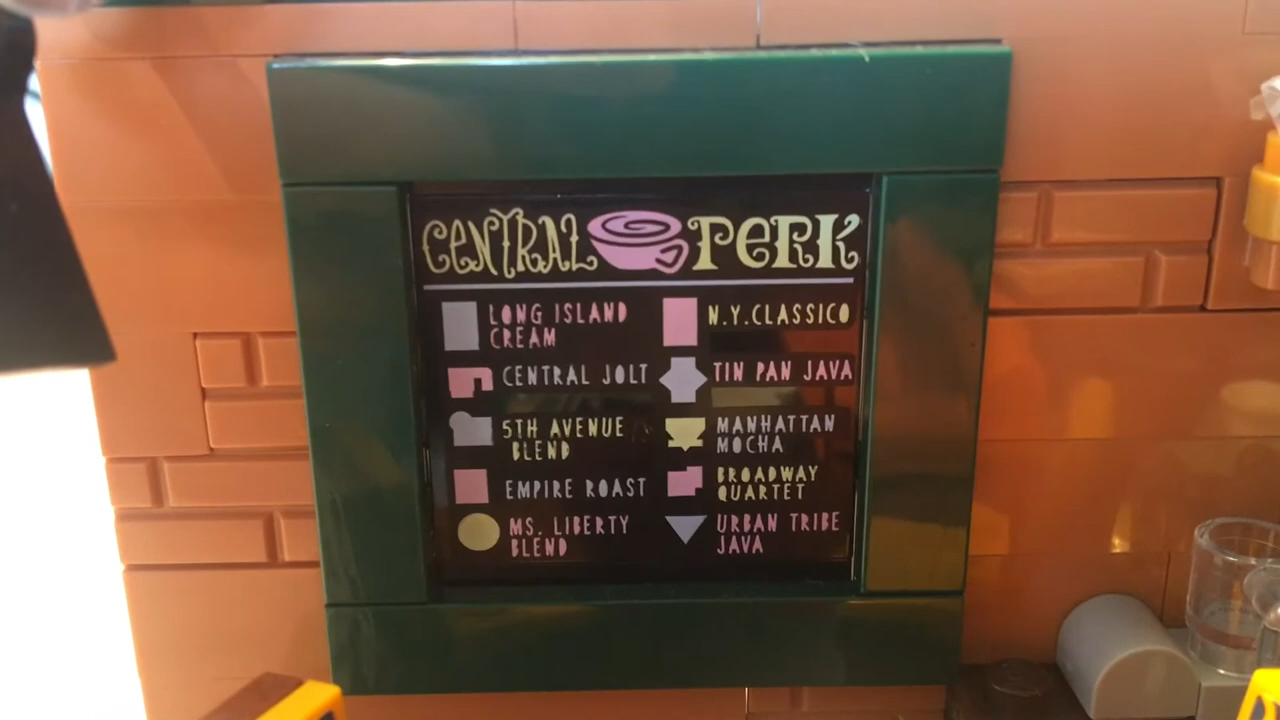 CENTRAL PERK
LONG ISLAND
CREAM
CENTRAL JOLT
5TH AVENUE
BLEND
EMPIRE ROAST
MS. LIBERTY
BLEND
N.Y.CLASSICO
TIN PAN JAVA
MANHATTAN
MOCHA
BROADWAY
QUARTET
URBAN TRIBE
JAVA